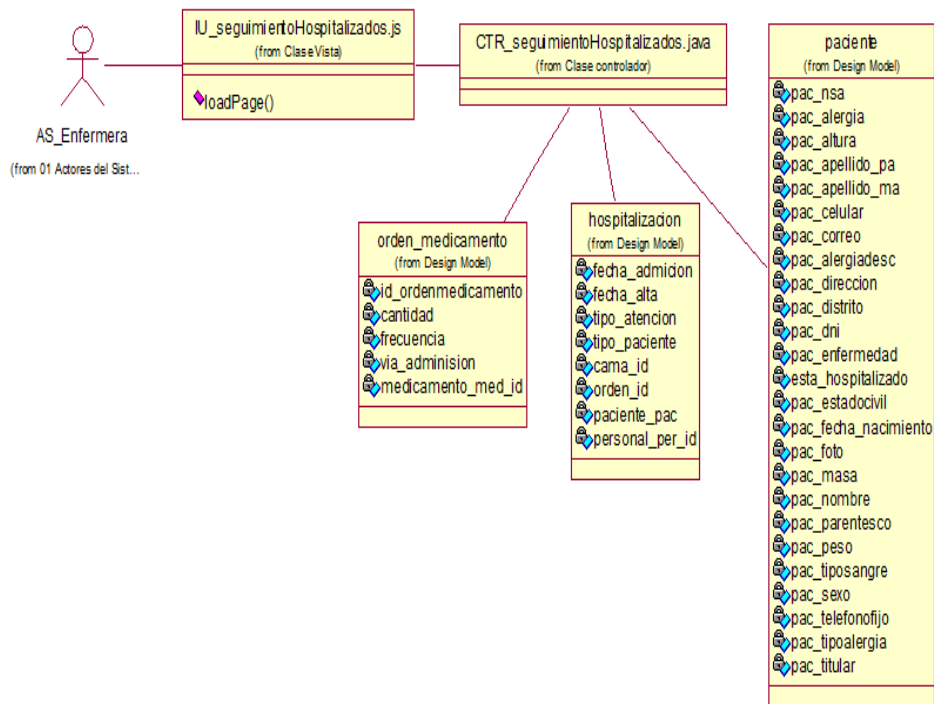 AS_Enfermera
(from 01 Actores del Sist...
IU_seguimientoHospitalizados.js
(from Clase Vista)
loadPage()
CTR_seguimientoHospitalizados.java
(from Clase controlador)
orden_medicamento
(from Design Model)
id_ordenmedicamento
cantidad
frecuencia
via_adminision
medicamento_med_id
hospitalizacion
(from Design Model)
fecha_admicion
fecha_alta
tipo_atencion
tipo_paciente
cama_id
orden_id
paciente_pac
personal_per_id
paciente
(from Design Model)
pac_nsa
pac_alergia
pac_altura
pac_apellido_pa
pac_apellido_ma
pac_celular
pac_correo
pac_alergiadesc
pac_direccion
pac_distrito
pac_dni
pac_enfermedad
esta_hospitalizado
pac_estadocivil
pac_fecha_nacimiento
pac_foto
pac_masa
pac_nombre
pac_parentesco
pac_peso
pac_tiposangre
pac_sexo
pac_telefonofijo
pac_tipoalergia
pac_titular